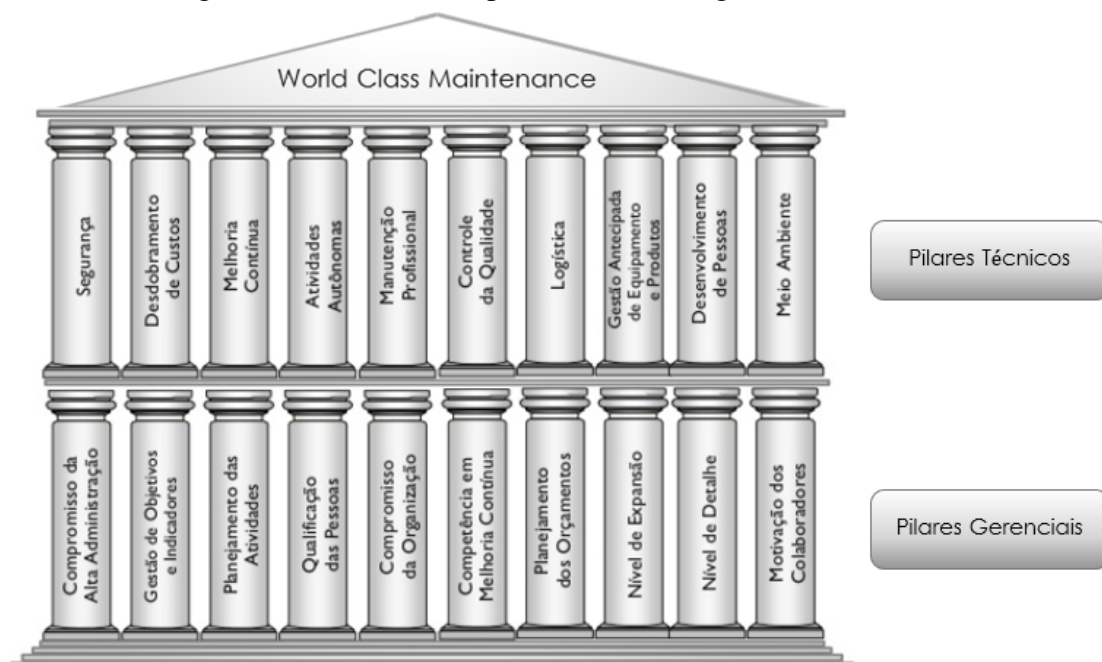 World Class Maintenance
Segurança
Desdobramento
de Custos
Melhoria
Contínua
Atividades
Autônomas
Manutenção
Profissional
Controle
da Qualidade
Logística
Gestão Antecipada
de Equipamento
e Produtos
Desenvolvimento
de Pessoas
Meio Ambiente
Pilares Técnicos
Compromisso da
Alta Administração
Gestão de Objetivos
e Indicadores
Planejamento das
Atividades
Qualificação
das Pessoas
Compromisso
da Organização
Competência em
Melhoria Contínua
Planejamento
dos Orçamentos
Nível de Expansão
Nível de Detalhe
Motivação dos
Colaboradores
Pilares Gerenciais